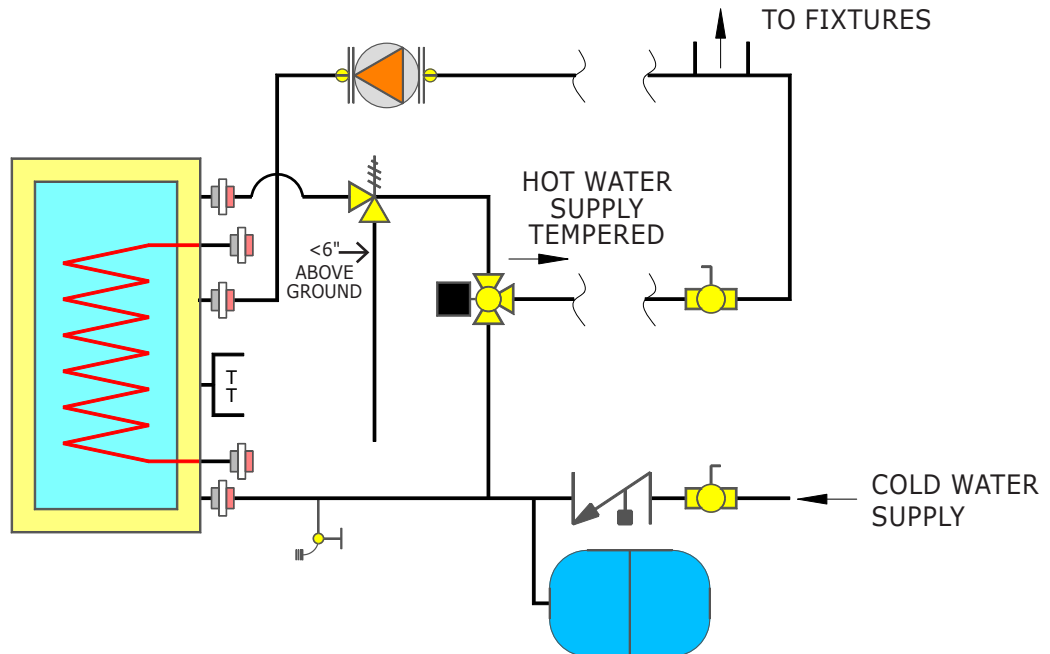 TO FIXTURES
HOT WATER
SUPPLY
TEMPERED
<6"
ABOVE
GROUND
T
T
COLD WATER
SUPPLY